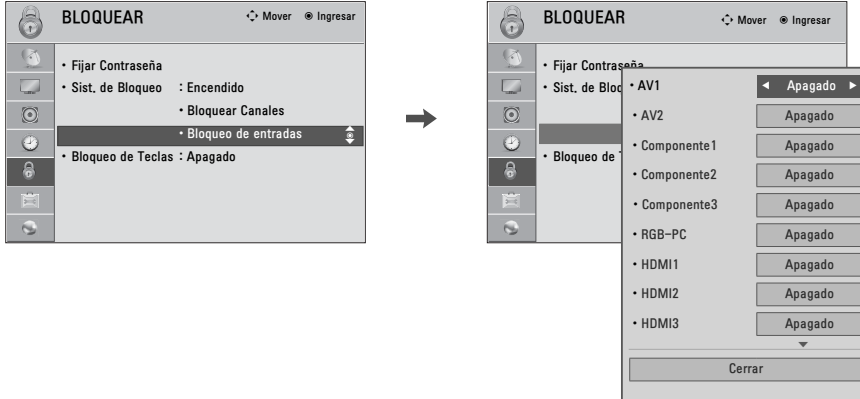 BLOQUEAR
Mover
Ingresar
• Fijar Contraseña
• Sist. de Bloqueo : Encendido
• Bloquear Canales
• Bloqueo de entradas
• Bloqueo de Teclas : Apagado
BLOQUEAR
Mover
Ingresar
• Fijar Contraseña
• Sist. de Bloq
• Bloqueo de
• AV1 ◄ Apagado ►
• AV2 Apagado
• Componente1 Apagado
• Componente2 Apagado
• Componente3 Apagado
• RGB-PC Apagado
• HDMI1 Apagado
• HDMI2 Apagado
• HDMI3 Apagado
Cerrar